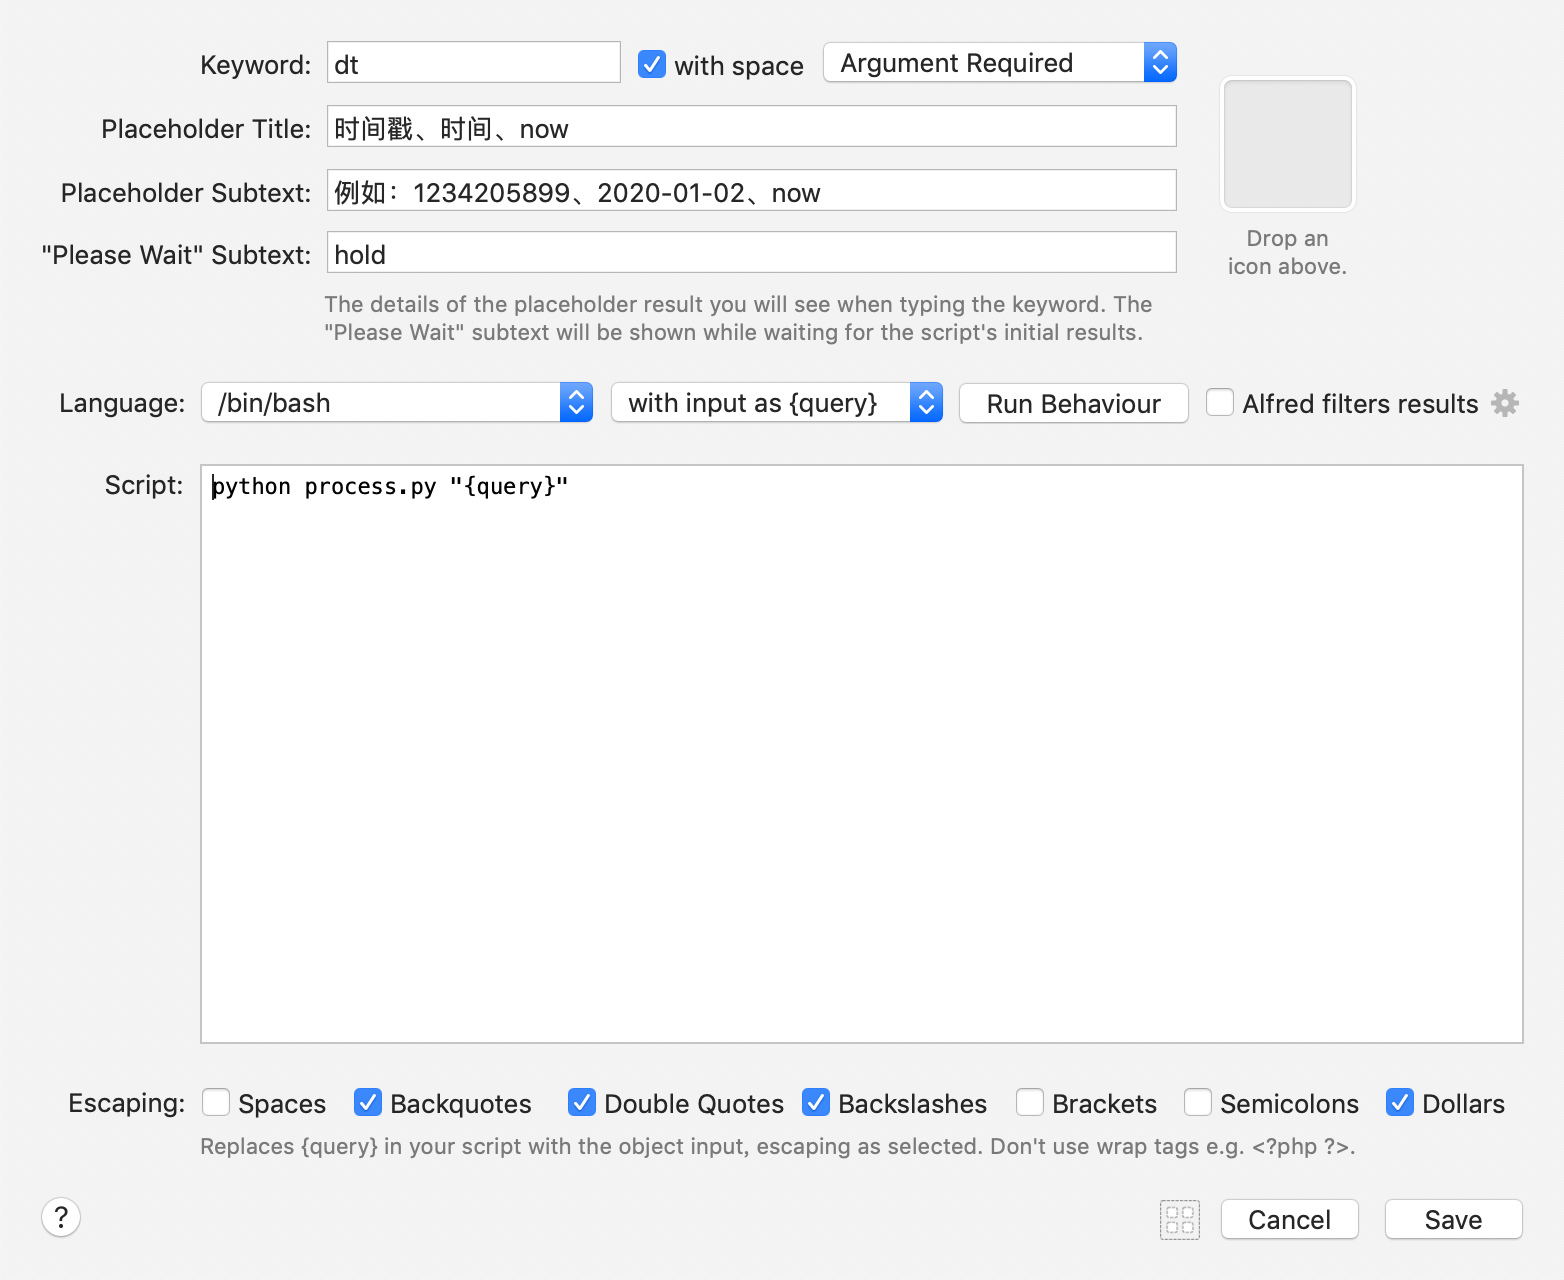 Keyword: dt with space Argument Required
Placeholder Title: 时间戳、时间、now
Placeholder Subtext: 例如：1234205899、2020-01-02、now
"Please Wait" Subtext: hold
Drop an
icon above.
The details of the placeholder result you will see when typing the keyword. The
"Please Wait" subtext will be shown while waiting for the script's initial results.
Language: /bin/bash with input as {query} Run Behaviour Alfred filters results
Script: python process.py "{query}"
Escaping: Spaces Backquotes Double Quotes Backslashes Brackets Semicolons Dollars
Replaces {query} in your script with the object input, escaping as selected. Don't use wrap tags e.g. <?php ?>.
? Cancel Save